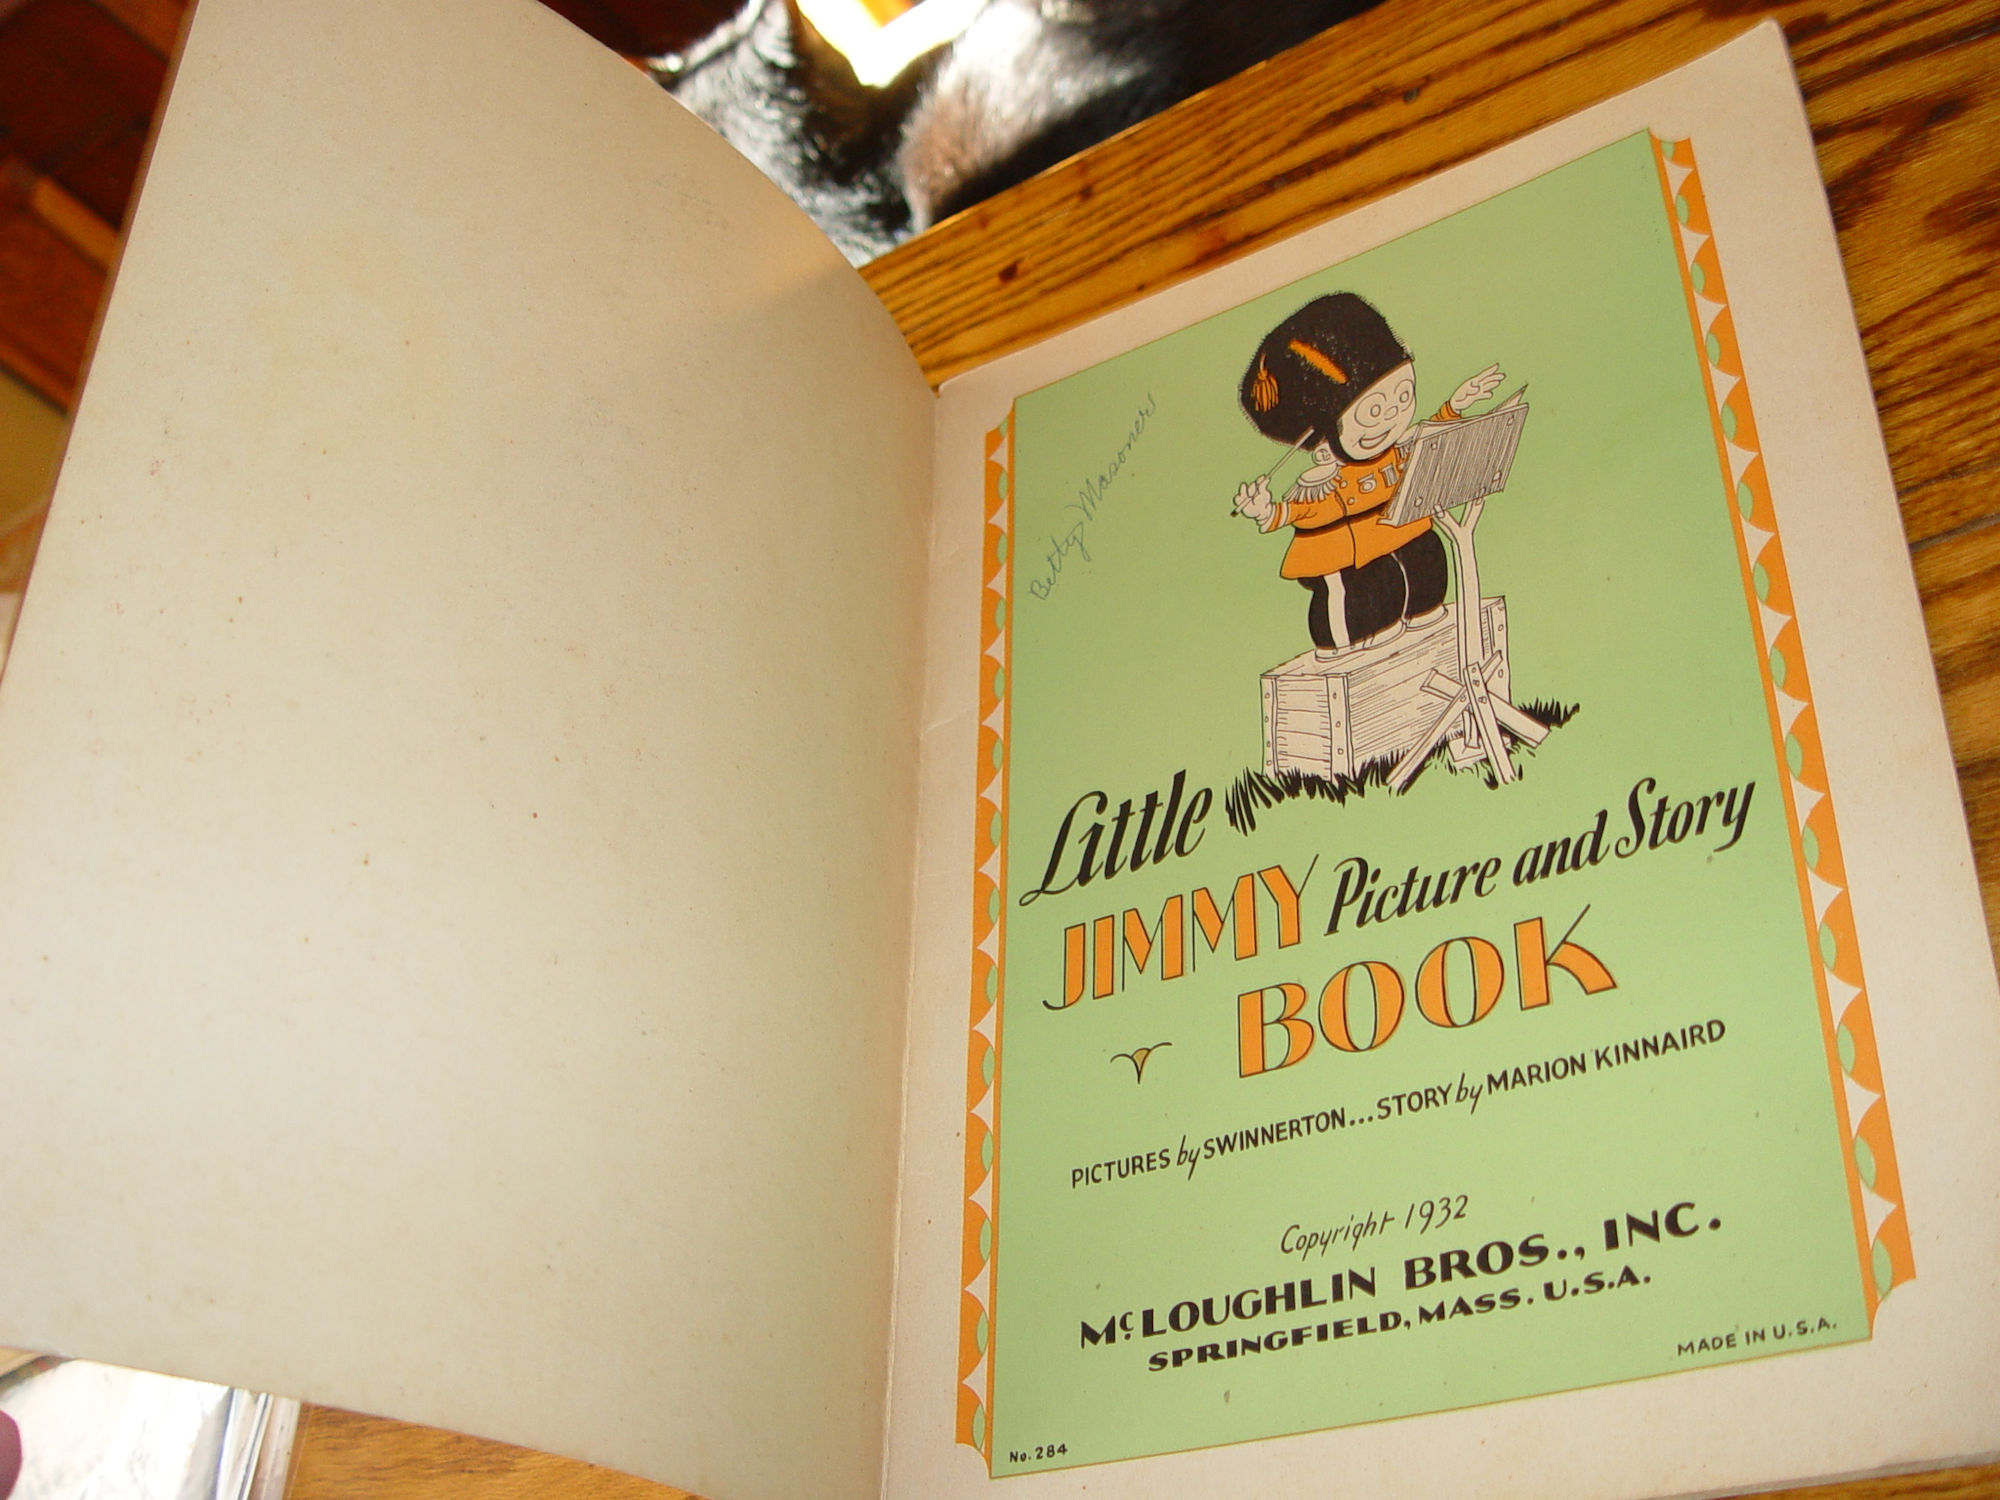 Betty Masoner
Little
JIMMY Picture and Story
BOOK
PICTURES by SWINNERTON...STORY by MARION KINNAIRD
Copyright 1932
McLOUGHLIN BROS., INC.
SPRINGFIELD, MASS. U.S.A.
MADE IN U.S.A.
No. 284